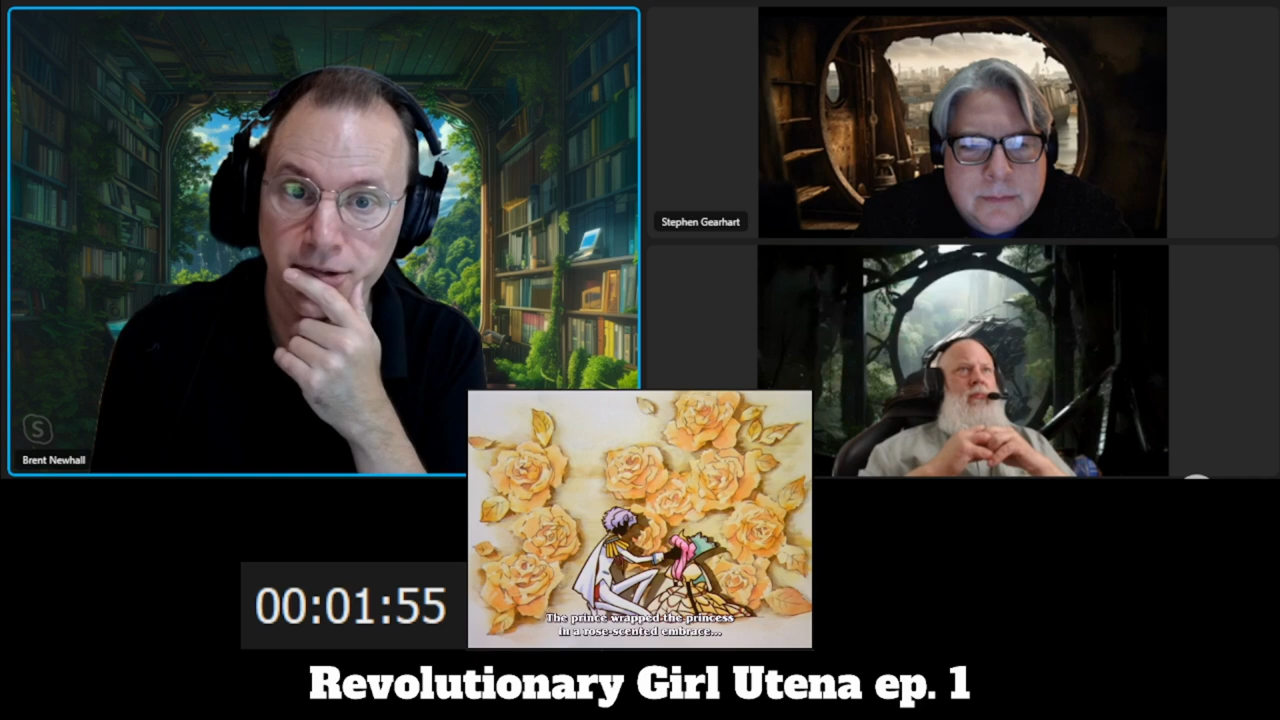 Stephen Gearhart
S
Brent Newhall
00:01:55
The prince wrapped the princess
in a rose-scented embrace...
Revolutionary Girl Utena ep. 1